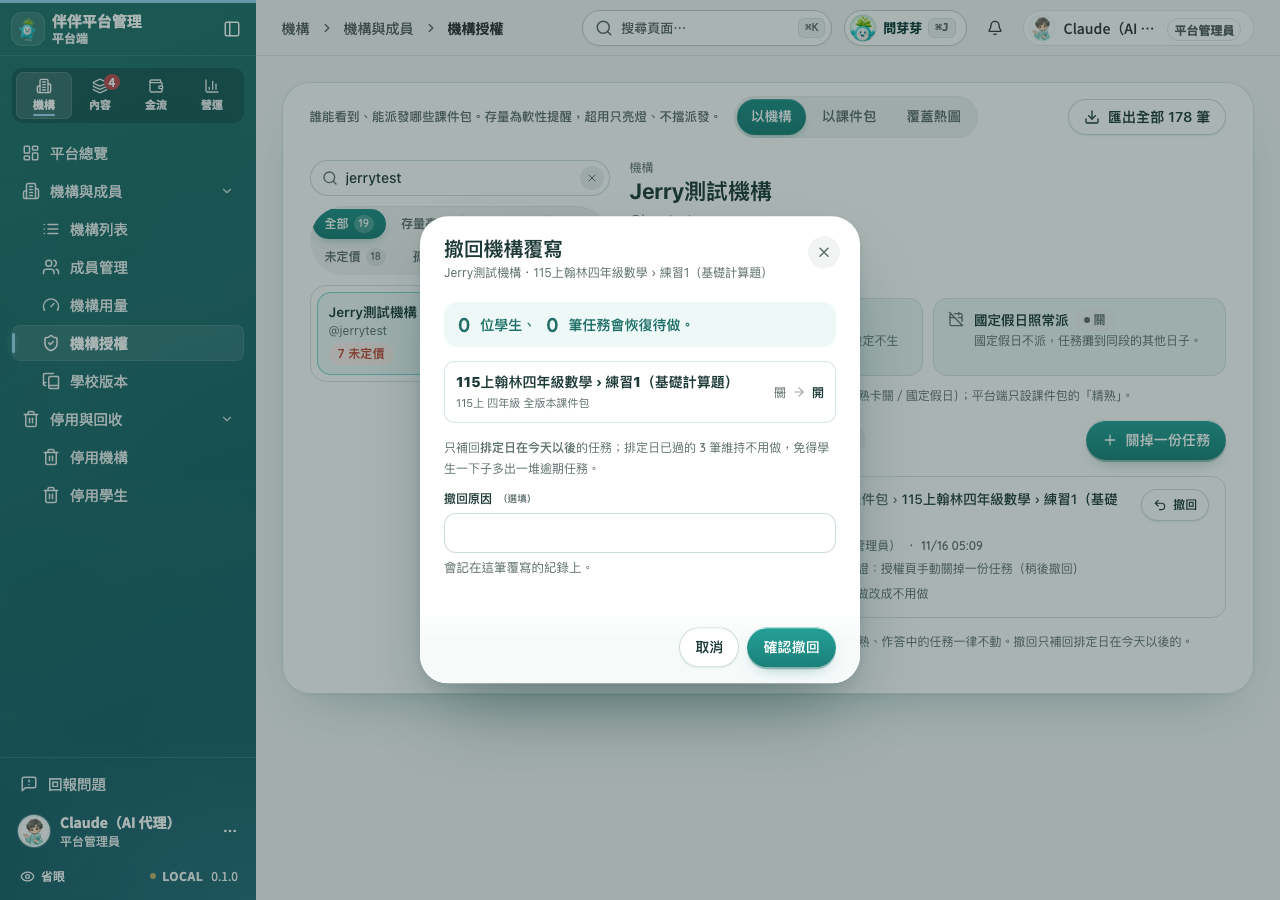 伴伴平台管理
平台端
機構
內容
4
金流
營運
平台總覽
機構與成員
機構列表
成員管理
機構用量
機構授權
學校版本
停用與回收
停用機構
停用學生
回報問題
Claude（AI 代理）
平台管理員
省眼
LOCAL 0.1.0
機構 › 機構與成員 › 機構授權
搜尋頁面… ⌘K
問芽芽 ⌘J
Claude（AI … 平台管理員
誰能看到、能派發哪些課件包。存量為軟性提醒，超用只亮燈、不擋派發。
以機構 以課件包 覆蓋熱圖
匯出全部 178 筆
jerrytest
全部 19
存量
未定價 18
Jerry測試機構
@jerrytest
7 未定價
機構
Jerry測試機構
國定假日照常派 ● 關
國定假日不派，任務攤到同段的其他日子。
定不生
熟卡關 / 國定假日）；平台端只設課件包的「精熟」。
＋ 關掉一份任務
件包 › 115上翰林四年級數學 › 練習1（基礎
撤回
管理員） · 11/16 05:09
：授權頁手動關掉一份任務（稍後撤回）
做改成不用做
熟、作答中的任務一律不動。撤回只補回排定日在今天以後的。
撤回機構覆寫
Jerry測試機構 · 115上翰林四年級數學 › 練習1（基礎計算題）
0 位學生、 0 筆任務會恢復待做。
115上翰林四年級數學 › 練習1（基礎計算題）
115上 四年級 全版本課件包
關 → 開
只補回排定日在今天以後的任務；排定日已過的 3 筆維持不用做，免得學
生一下子多出一堆逾期任務。
撤回原因 （選填）
會記在這筆覆寫的紀錄上。
取消
確認撤回